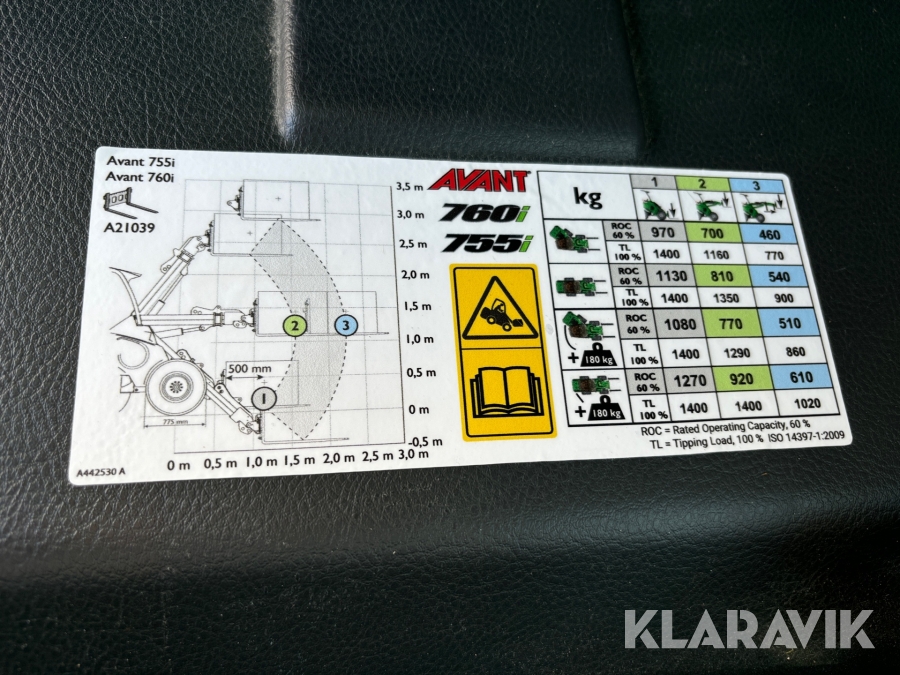 Avant 755i
Avant 760i
A21039
3,5 m
3,0 m
2,5 m
2,0 m
1,5 m
1,0 m
0,5 m
0 m
-0,5 m
2
3
500 mm
1
775 mm
0 m 0,5 m 1,0 m 1,5 m 2,0 m 2,5 m 3,0 m
A442530 A
AVANT
760i
755i
kg 1 2 3
ROC 60 % 970 700 460
TL 100 % 1400 1160 770
ROC 60 % 1130 810 540
TL 100 % 1400 1350 900
ROC 60 % 1080 770 510
+ 180 kg TL 100 % 1400 1290 860
ROC 60 % 1270 920 610
+ 180 kg TL 100 % 1400 1400 1020
ROC = Rated Operating Capacity, 60 %
TL = Tipping Load, 100 % ISO 14397-1:2009
KLARAVIK